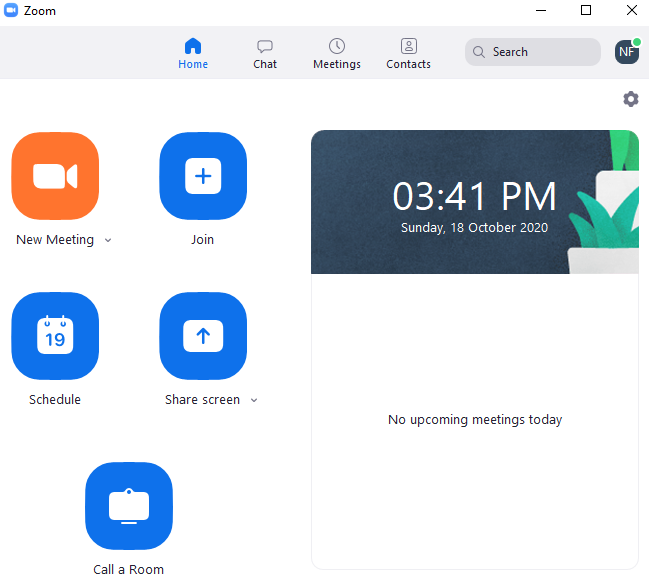 Zoom
Home
Chat
Meetings
Contacts
Search
NF
03:41 PM
Sunday, 18 October 2020
New Meeting
Join
19
Schedule
Share screen
No upcoming meetings today
Call a Room